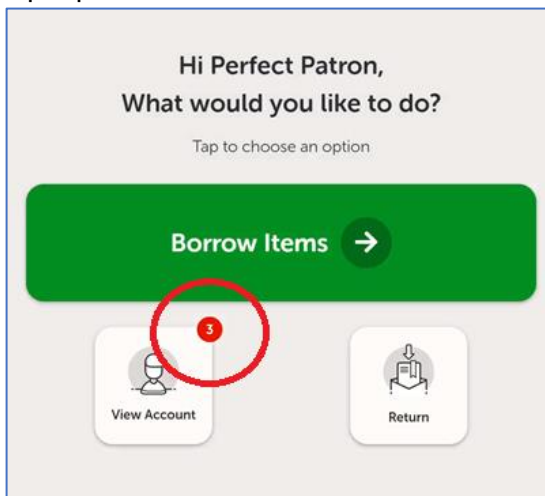 Hi Perfect Patron,
What would you like to do?
Tap to choose an option
Borrow Items
3
View Account
Return